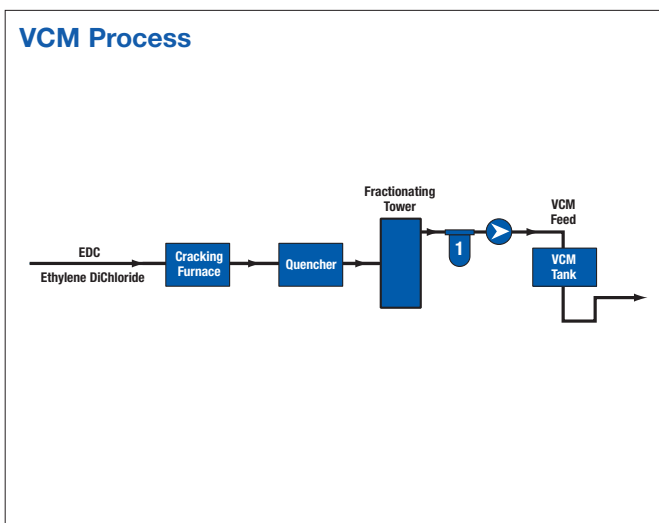 VCM Process
EDC
Ethylene DiChloride
Cracking
Furnace
Quencher
Fractionating
Tower
1
VCM
Feed
VCM
Tank